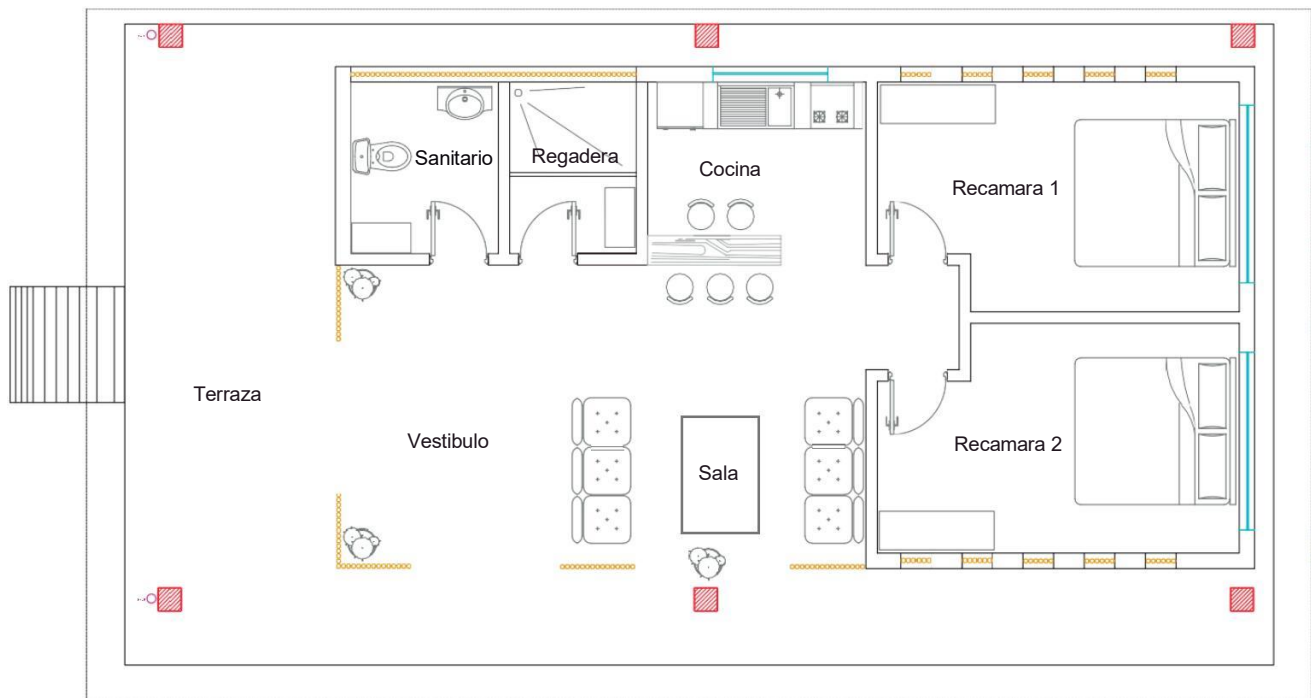 Sanitario
Regadera
Cocina
Recamara 1
Terraza
Vestibulo
Sala
Recamara 2